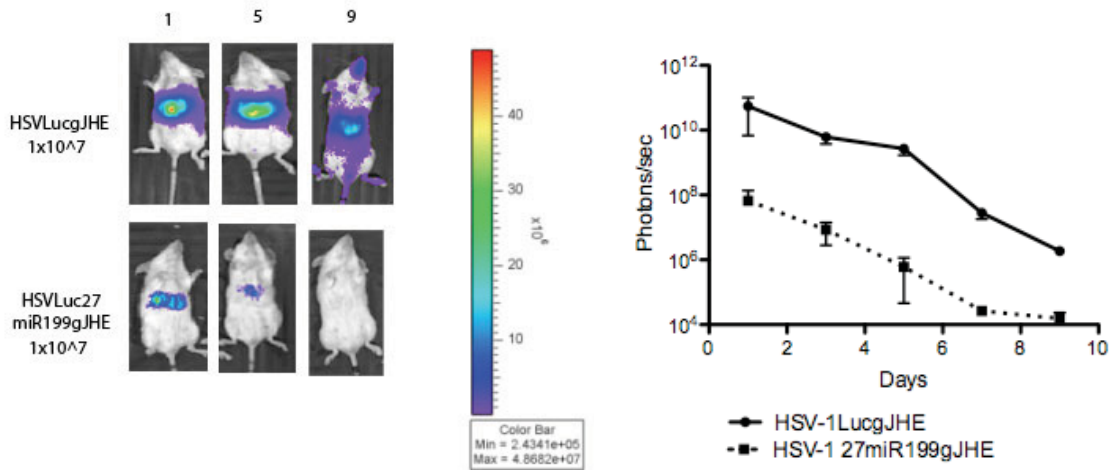 1 5 9
HSVLucgJHE
1x10^7
HSVLuc27
miR199gJHE
1x10^7
40
30
20
10
x10^6
Color Bar
Min = 2.4341e+05
Max = 4.8682e+07
Photons/sec
10^12
10^10
10^8
10^6
10^4
0 2 4 6 8 10
Days
HSV-1LucgJHE
HSV-1 27miR199gJHE